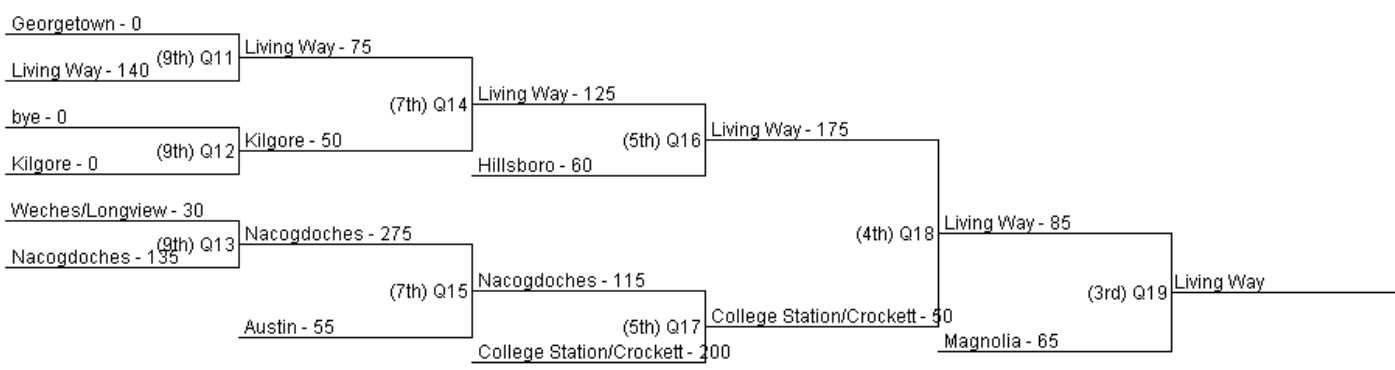 Georgetown - 0
(9th) Q11
Living Way - 140
Living Way - 75
(7th) Q14
bye - 0
(9th) Q12
Kilgore - 0
Kilgore - 50
Living Way - 125
(5th) Q16
Hillsboro - 60
Living Way - 175
Weches/Longview - 30
(9th) Q13
Nacogdoches - 135
Nacogdoches - 275
(7th) Q15
Austin - 55
Nacogdoches - 115
(5th) Q17
College Station/Crockett - 200
(4th) Q18
College Station/Crockett - 50
Living Way - 85
(3rd) Q19
Magnolia - 65
Living Way